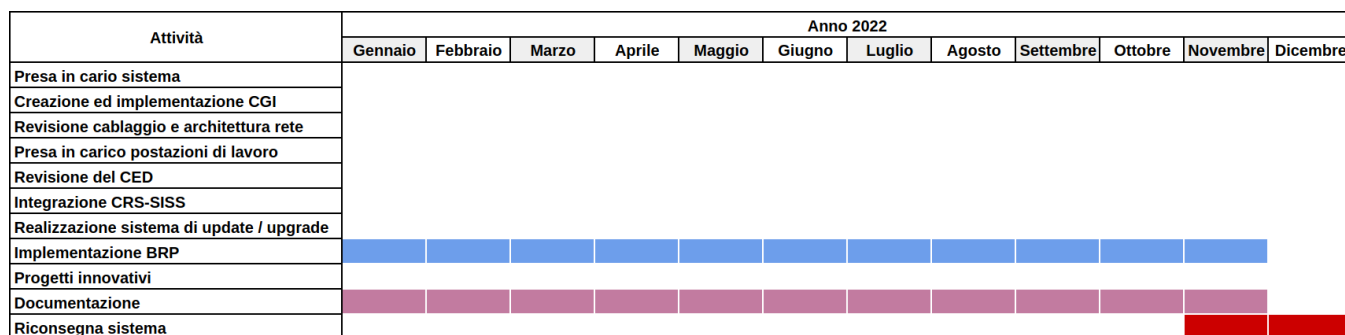 Attività
Anno 2022
Gennaio Febbraio Marzo Aprile Maggio Giugno Luglio Agosto Settembre Ottobre Novembre Dicembre
Presa in cario sistema
Creazione ed implementazione CGI
Revisione cablaggio e architettura rete
Presa in carico postazioni di lavoro
Revisione del CED
Integrazione CRS-SISS
Realizzazione sistema di update / upgrade
Implementazione BRP
Progetti innovativi
Documentazione
Riconsegna sistema